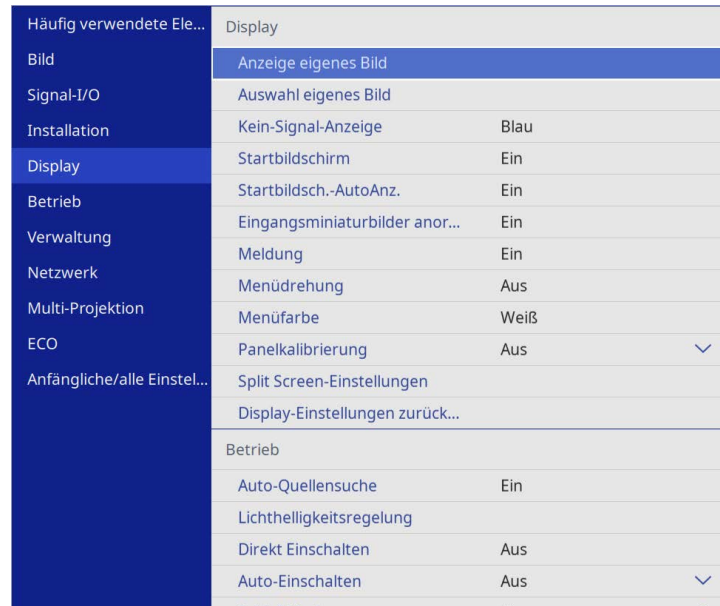 Häufig verwendete Ele...
Bild
Signal-I/O
Installation
Display
Betrieb
Verwaltung
Netzwerk
Multi-Projektion
ECO
Anfängliche/alle Einstel...
Display
Anzeige eigenes Bild
Auswahl eigenes Bild
Kein-Signal-Anzeige Blau
Startbildschirm Ein
Startbildsch.-AutoAnz. Ein
Eingangsminiaturbilder anor... Ein
Meldung Ein
Menüdrehung Aus
Menüfarbe Weiß
Panelkalibrierung Aus
Split Screen-Einstellungen
Display-Einstellungen zurück...
Betrieb
Auto-Quellensuche Ein
Lichthelligkeitsregelung
Direkt Einschalten Aus
Auto-Einschalten Aus